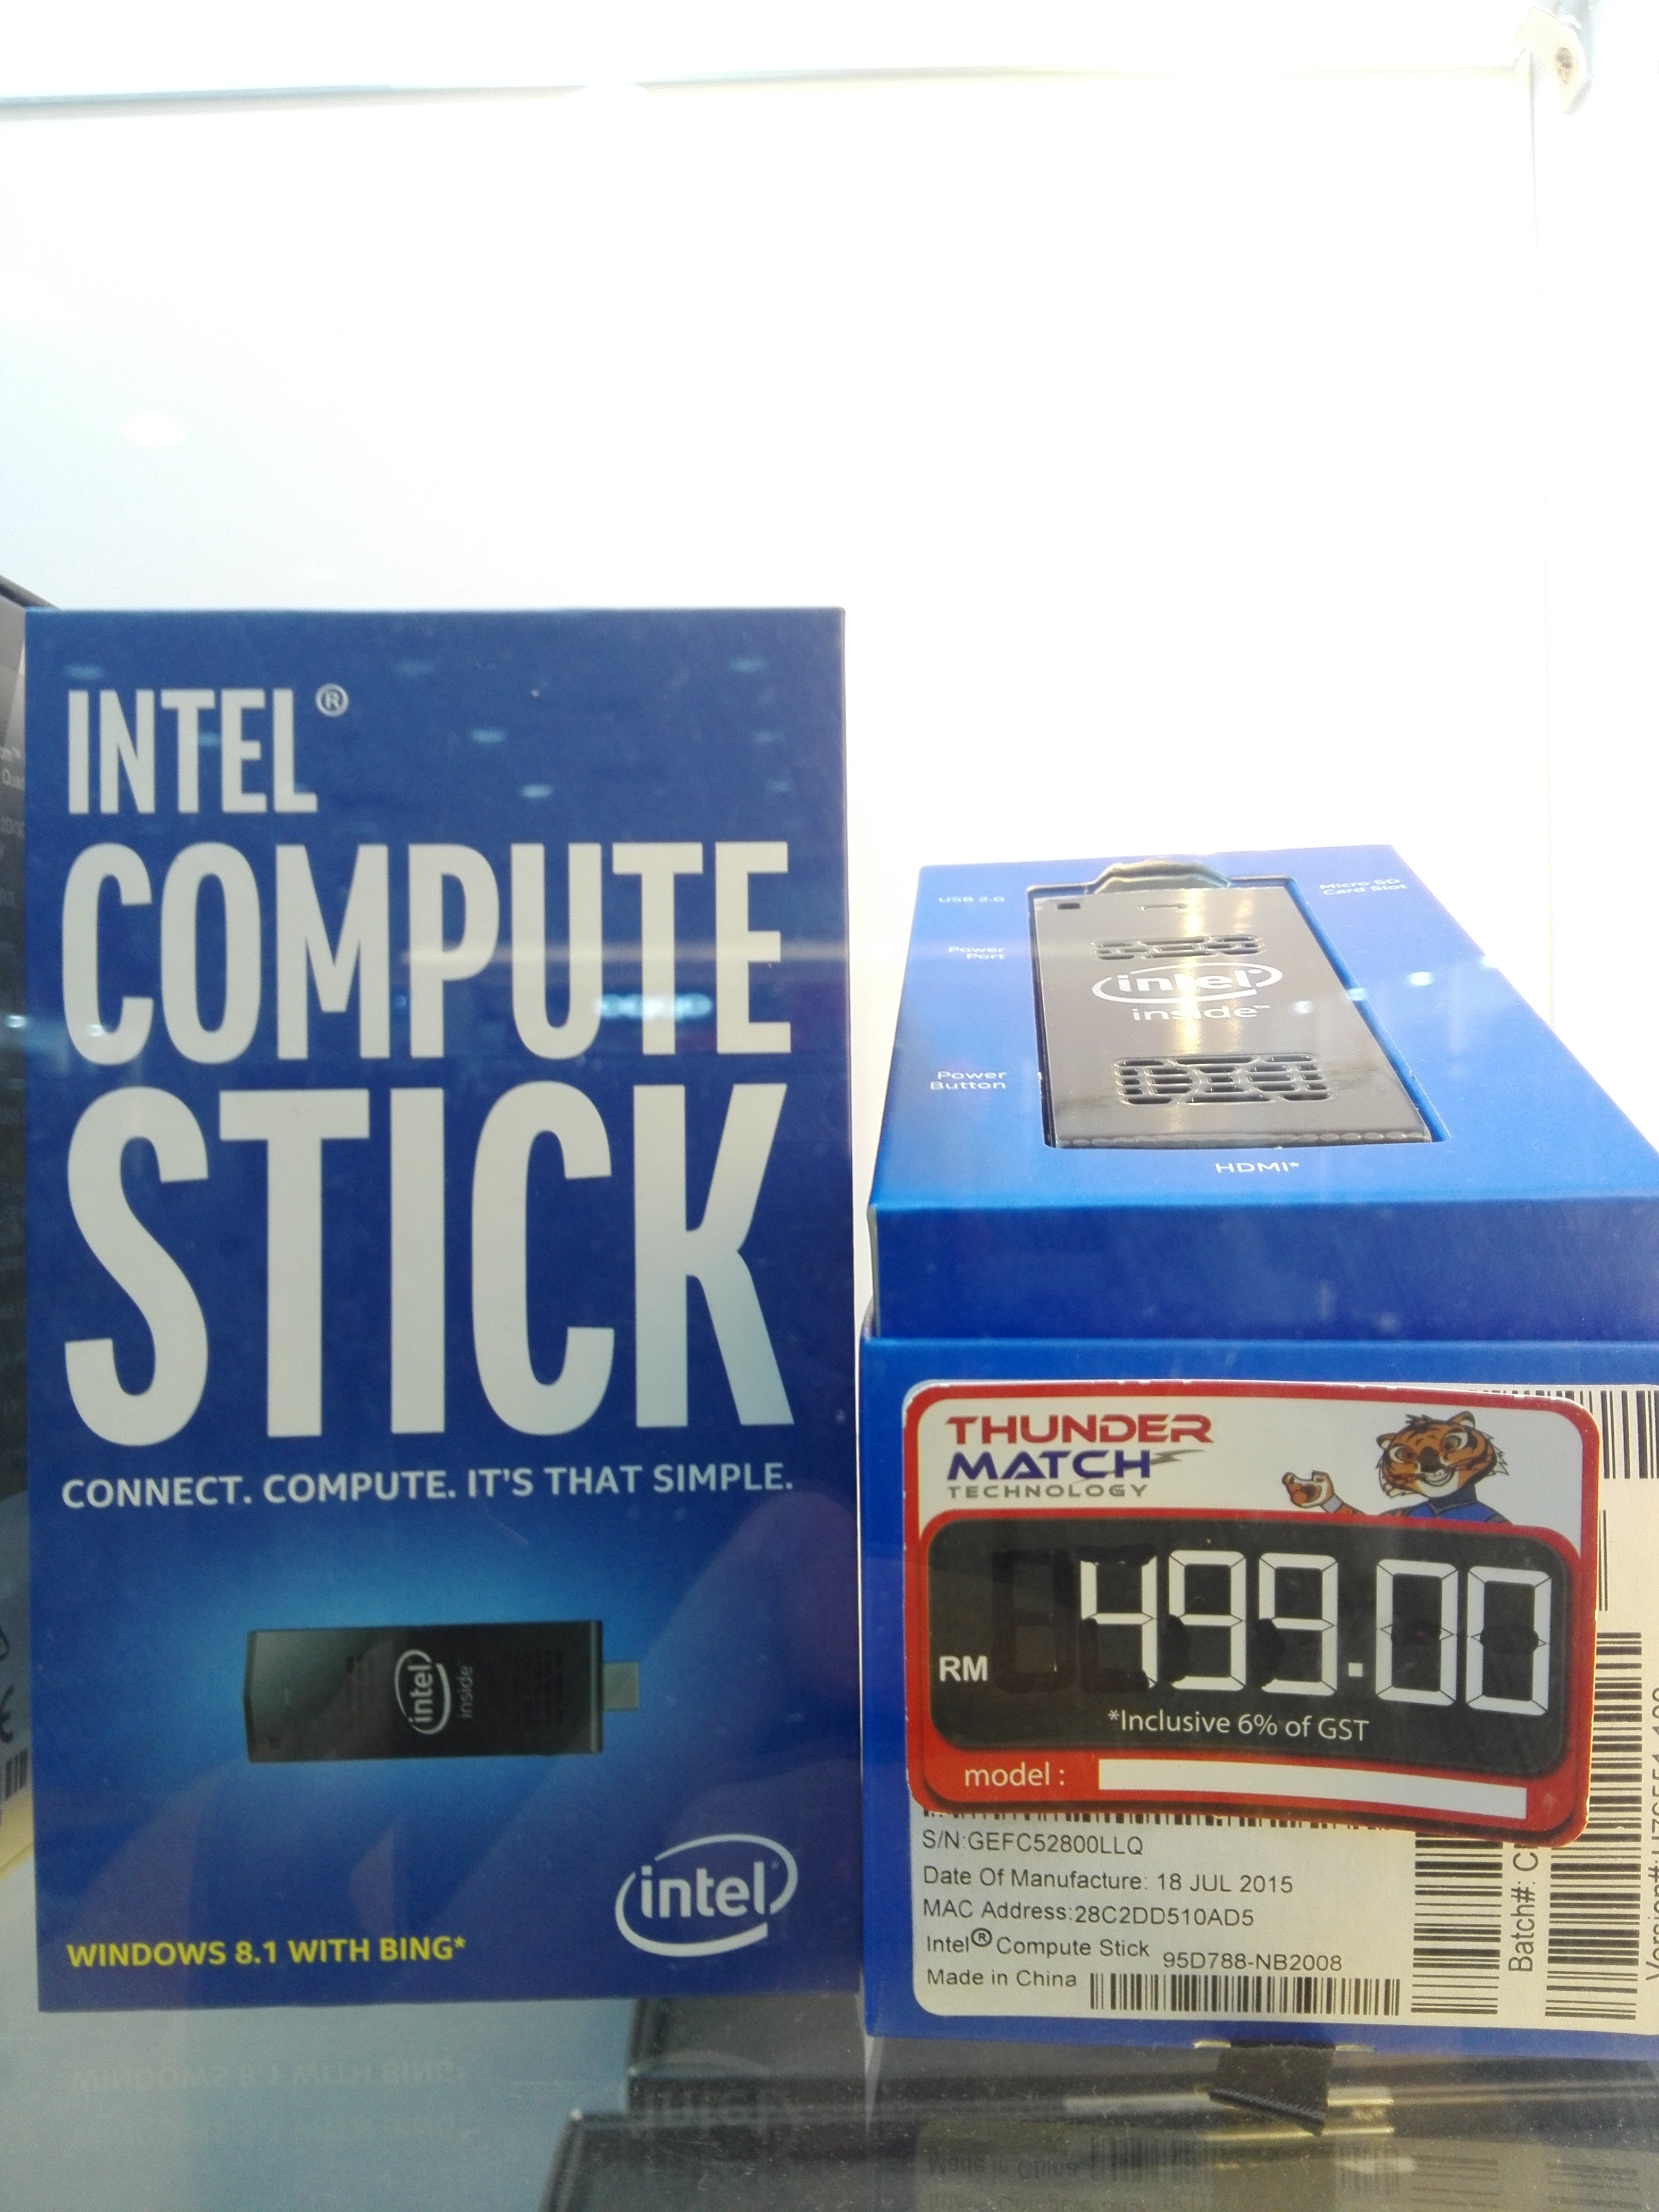 INTEL®
COMPUTE
STICK
CONNECT. COMPUTE. IT'S THAT SIMPLE.
intel inside
intel
WINDOWS 8.1 WITH BING*
USB 2.0
Micro SD
Card Slot
Power
Port
intel®
inside™
Power
Button
HDMI*
THUNDER
MATCH
TECHNOLOGY
RM 499.00
*Inclusive 6% of GST
model :
S/N:GEFC52800LLQ
Date Of Manufacture: 18 JUL 2015
MAC Address:28C2DD510AD5
Intel® Compute Stick 95D788-NB2008
Made in China
Batch#:
Version#: